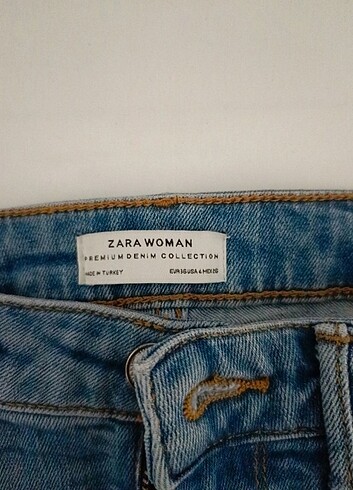 ZARA WOMAN
PREMIUM DENIM COLLECTION
MADE IN TURKEY